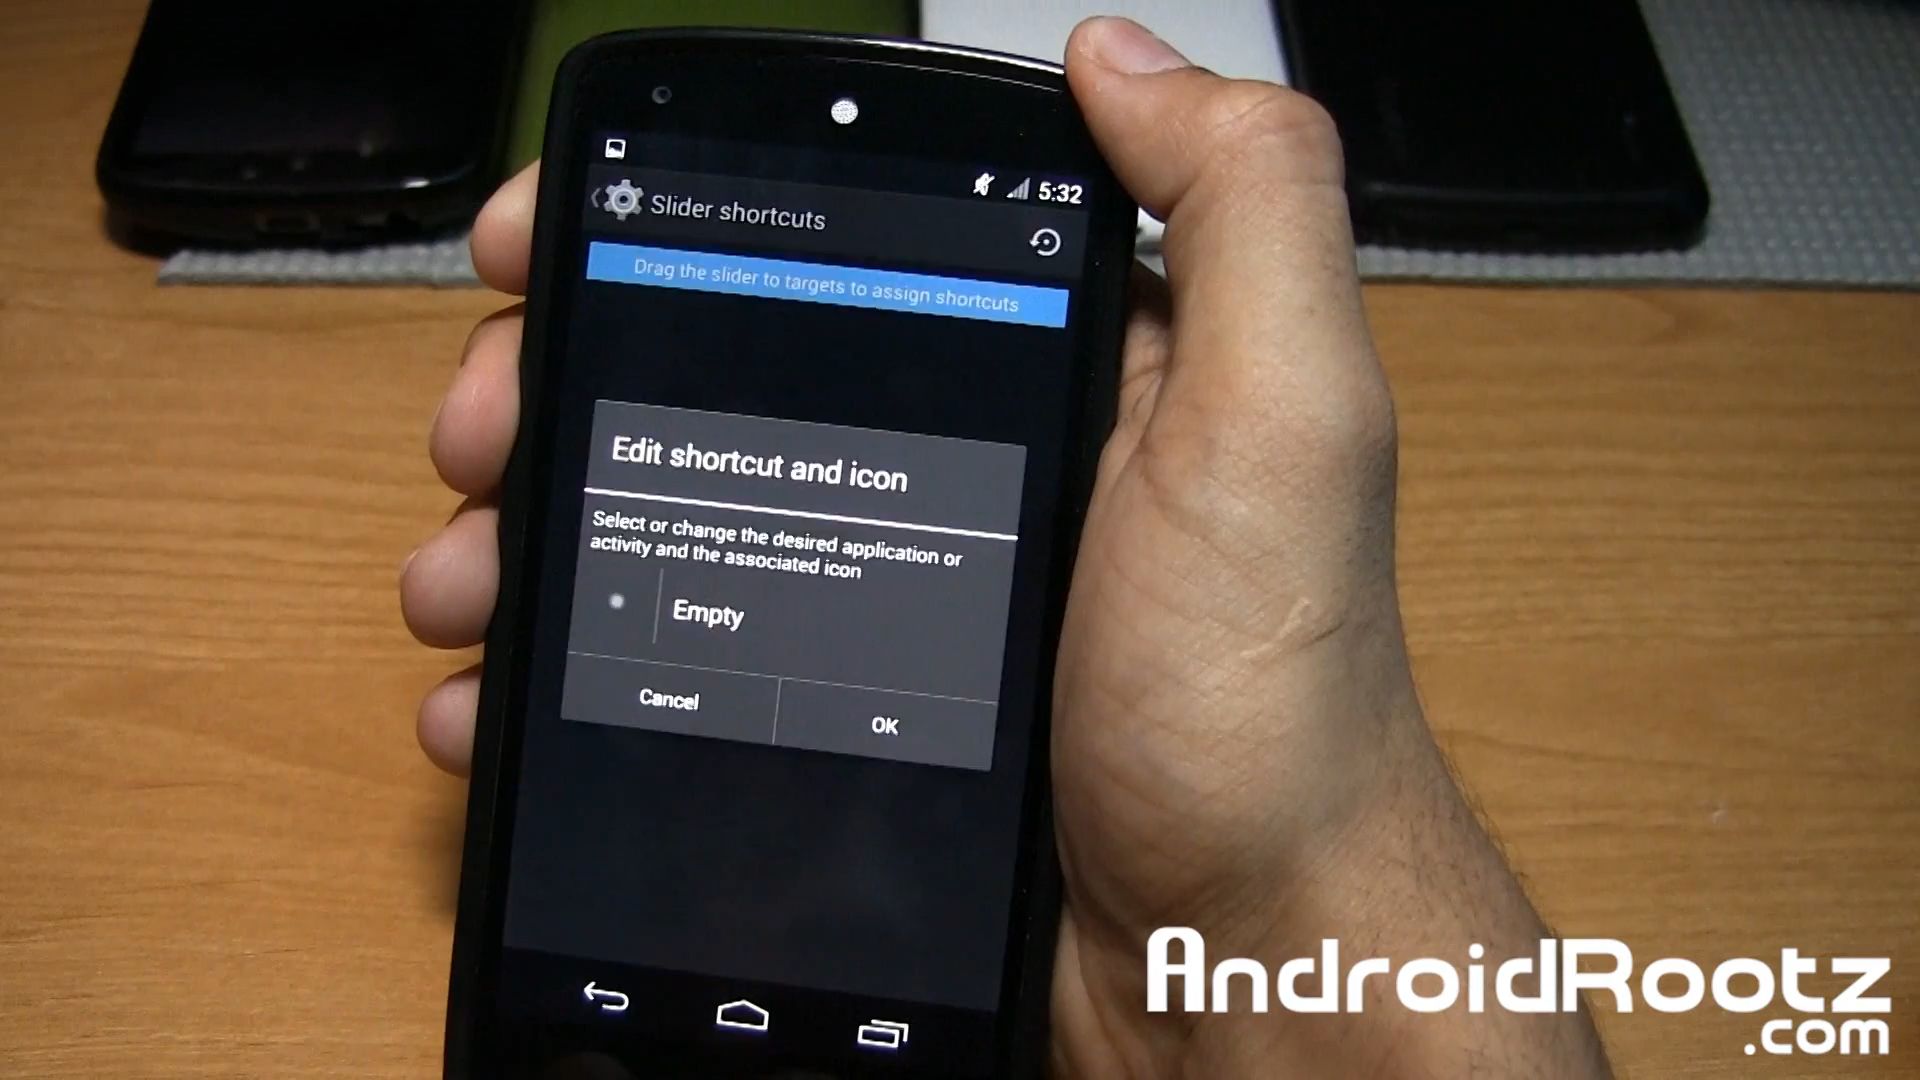 5:32
Slider shortcuts
Drag the slider to targets to assign shortcuts
Edit shortcut and icon
Select or change the desired application or
activity and the associated icon
Empty
Cancel
OK
AndroidRootz
.com